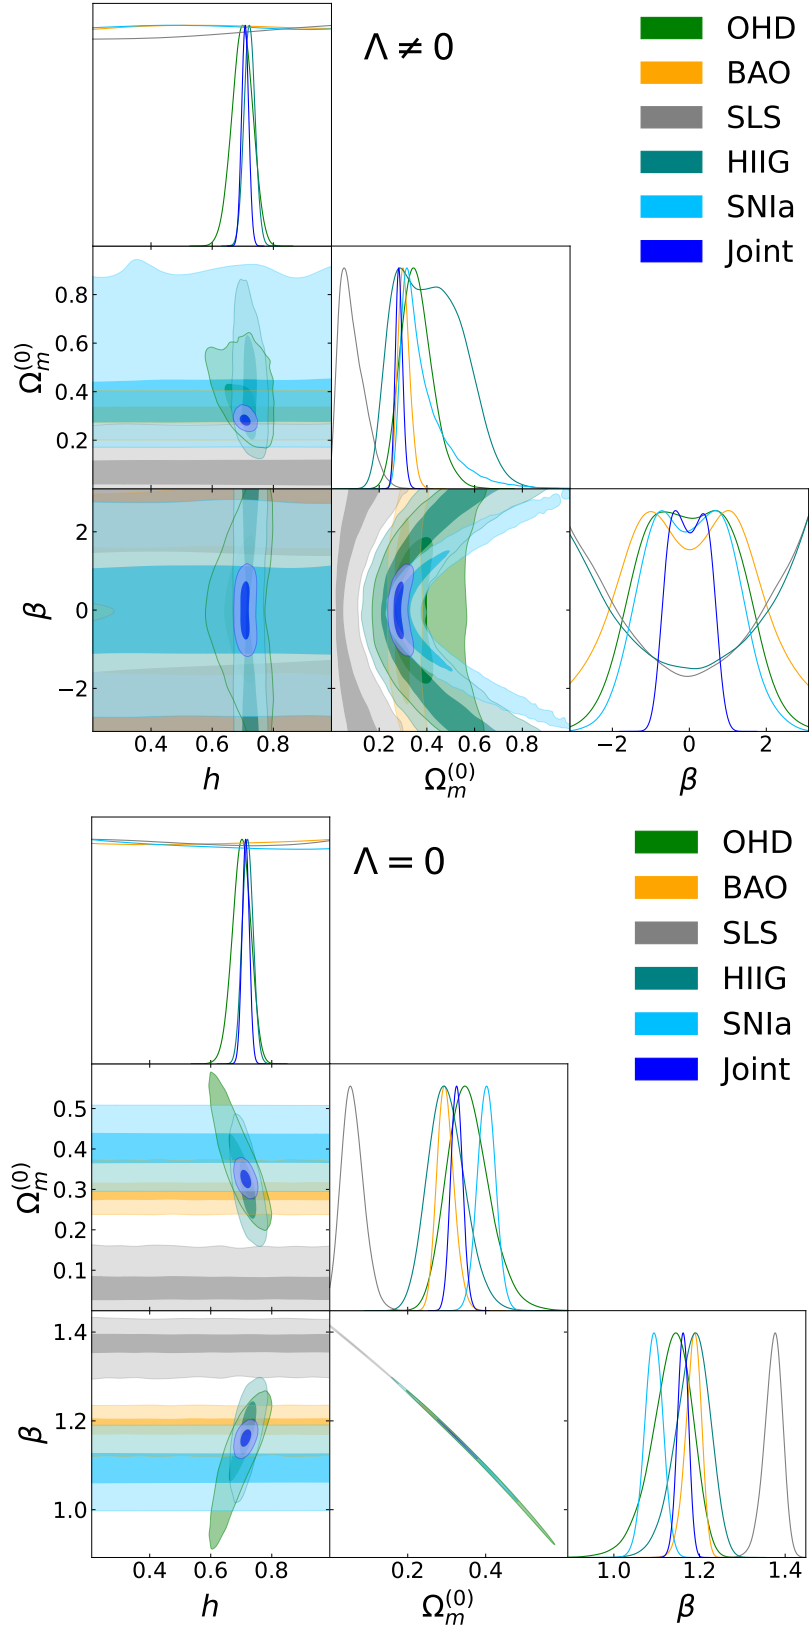 Λ ≠ 0
OHD
BAO
SLS
HIIG
SNIa
Joint
0.8
0.6
0.4
0.2
Ω_m^(0)
2
0
−2
β
0.4 0.6 0.8
h
0.2 0.4 0.6 0.8
Ω_m^(0)
−2 0 2
β
Λ = 0
OHD
BAO
SLS
HIIG
SNIa
Joint
0.5
0.4
0.3
0.2
0.1
Ω_m^(0)
1.4
1.2
1.0
β
0.4 0.6 0.8
h
0.2 0.4
Ω_m^(0)
1.0 1.2 1.4
β